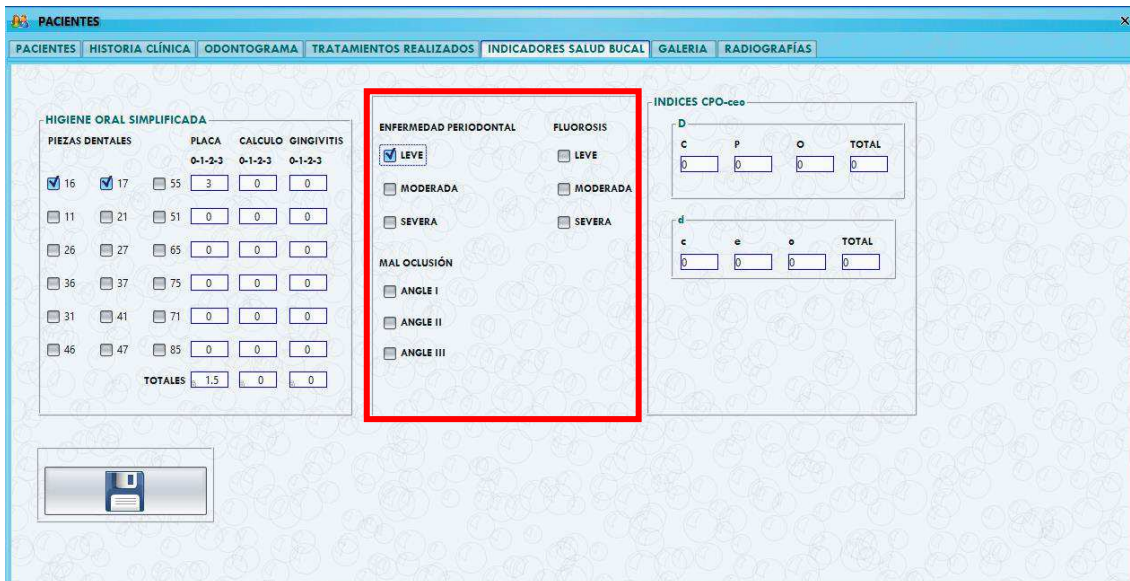 PACIENTES
PACIENTES HISTORIA CLÍNICA ODONTOGRAMA TRATAMIENTOS REALIZADOS INDICADORES SALUD BUCAL GALERIA RADIOGRAFÍAS
HIGIENE ORAL SIMPLIFICADA
PIEZAS DENTALES PLACA CALCULO GINGIVITIS
0-1-2-3 0-1-2-3 0-1-2-3
16 17 55 3 0 0
11 21 51 0 0 0
26 27 65 0 0 0
36 37 75 0 0 0
31 41 71 0 0 0
46 47 85 0 0 0
TOTALES 1.5 0 0
ENFERMEDAD PERIODONTAL FLUOROSIS
LEVE LEVE
MODERADA MODERADA
SEVERA SEVERA
MAL OCLUSIÓN
ANGLE I
ANGLE II
ANGLE III
INDICES CPO-ceo
D
C P O TOTAL
0 0 0 0
d
c e o TOTAL
0 0 0 0